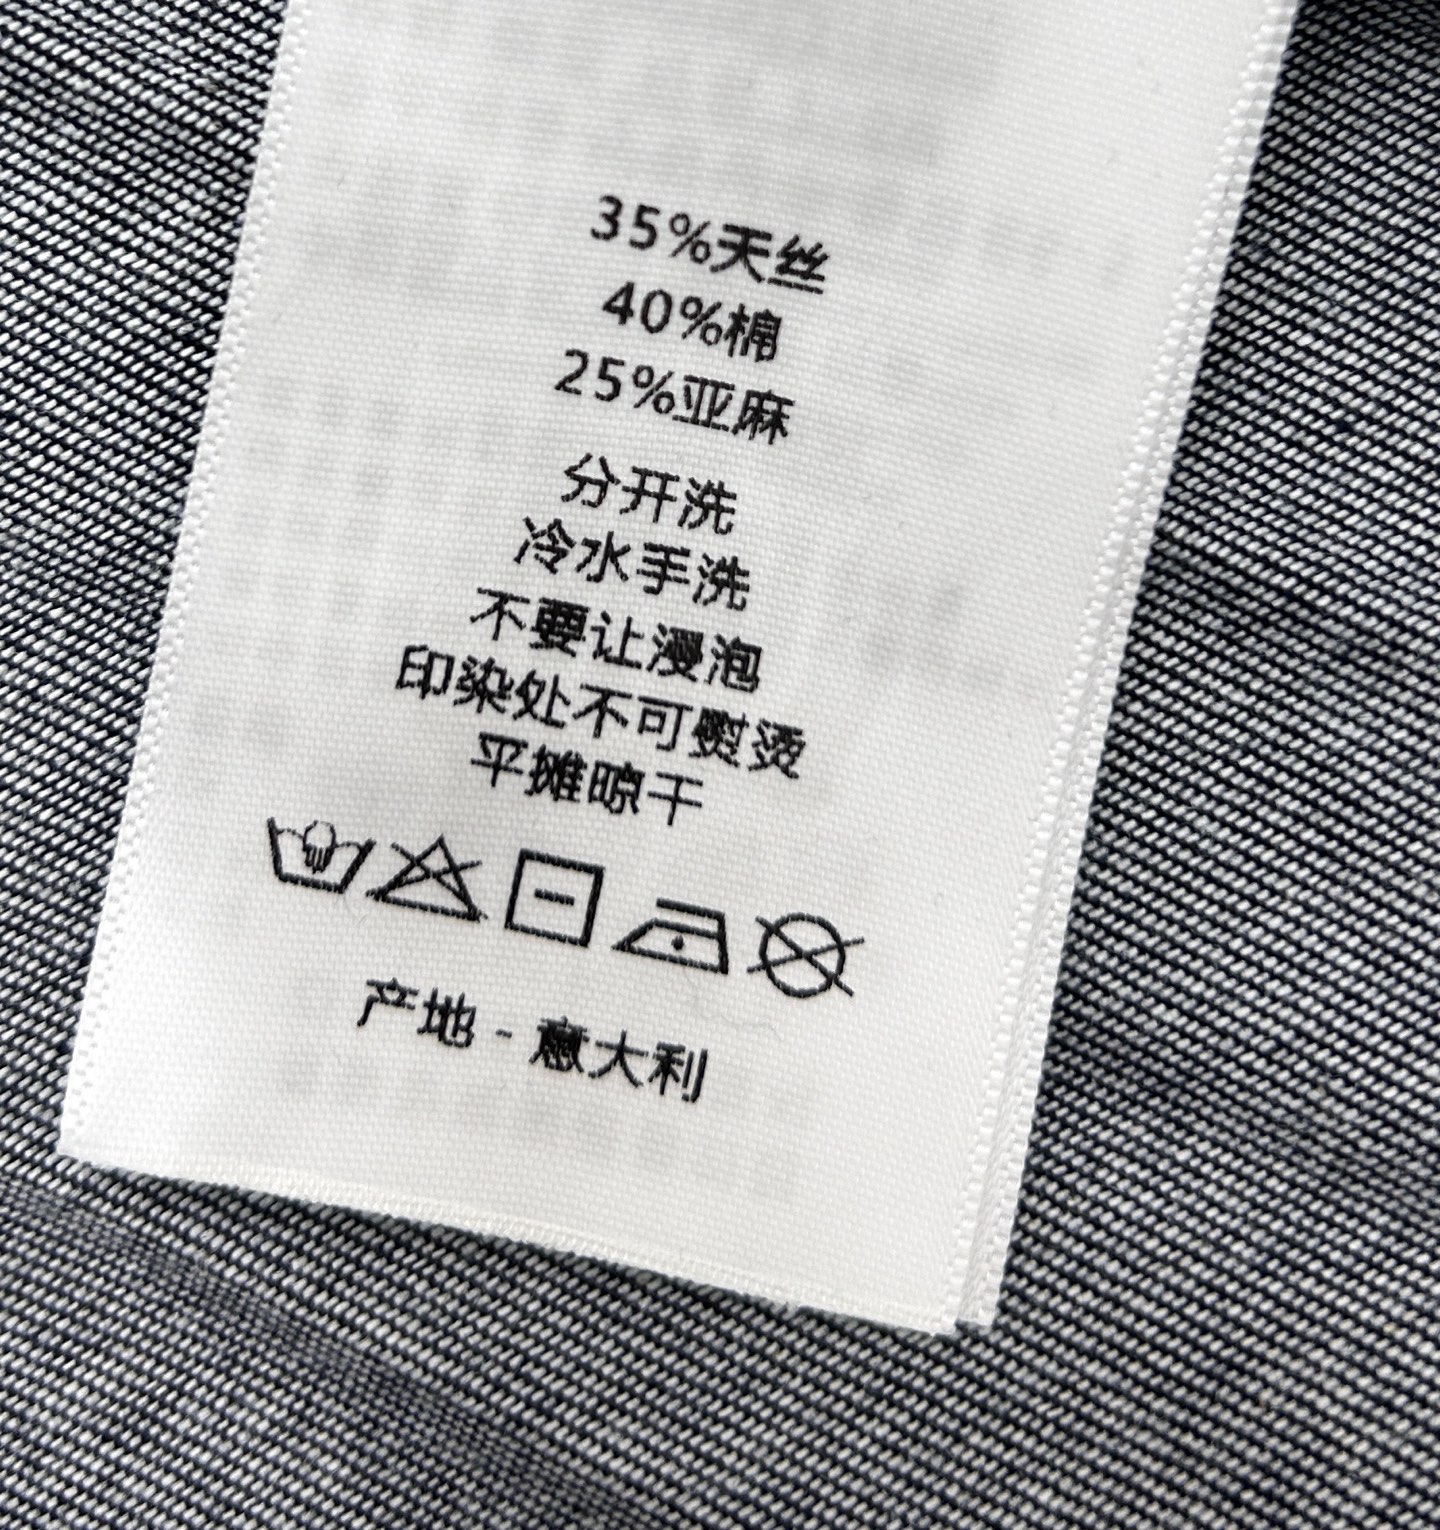 35%天丝
40%棉
25%亚麻
分开洗
冷水手洗
不要让浸泡
印染处不可熨烫
平摊晾干
产地 - 意大利